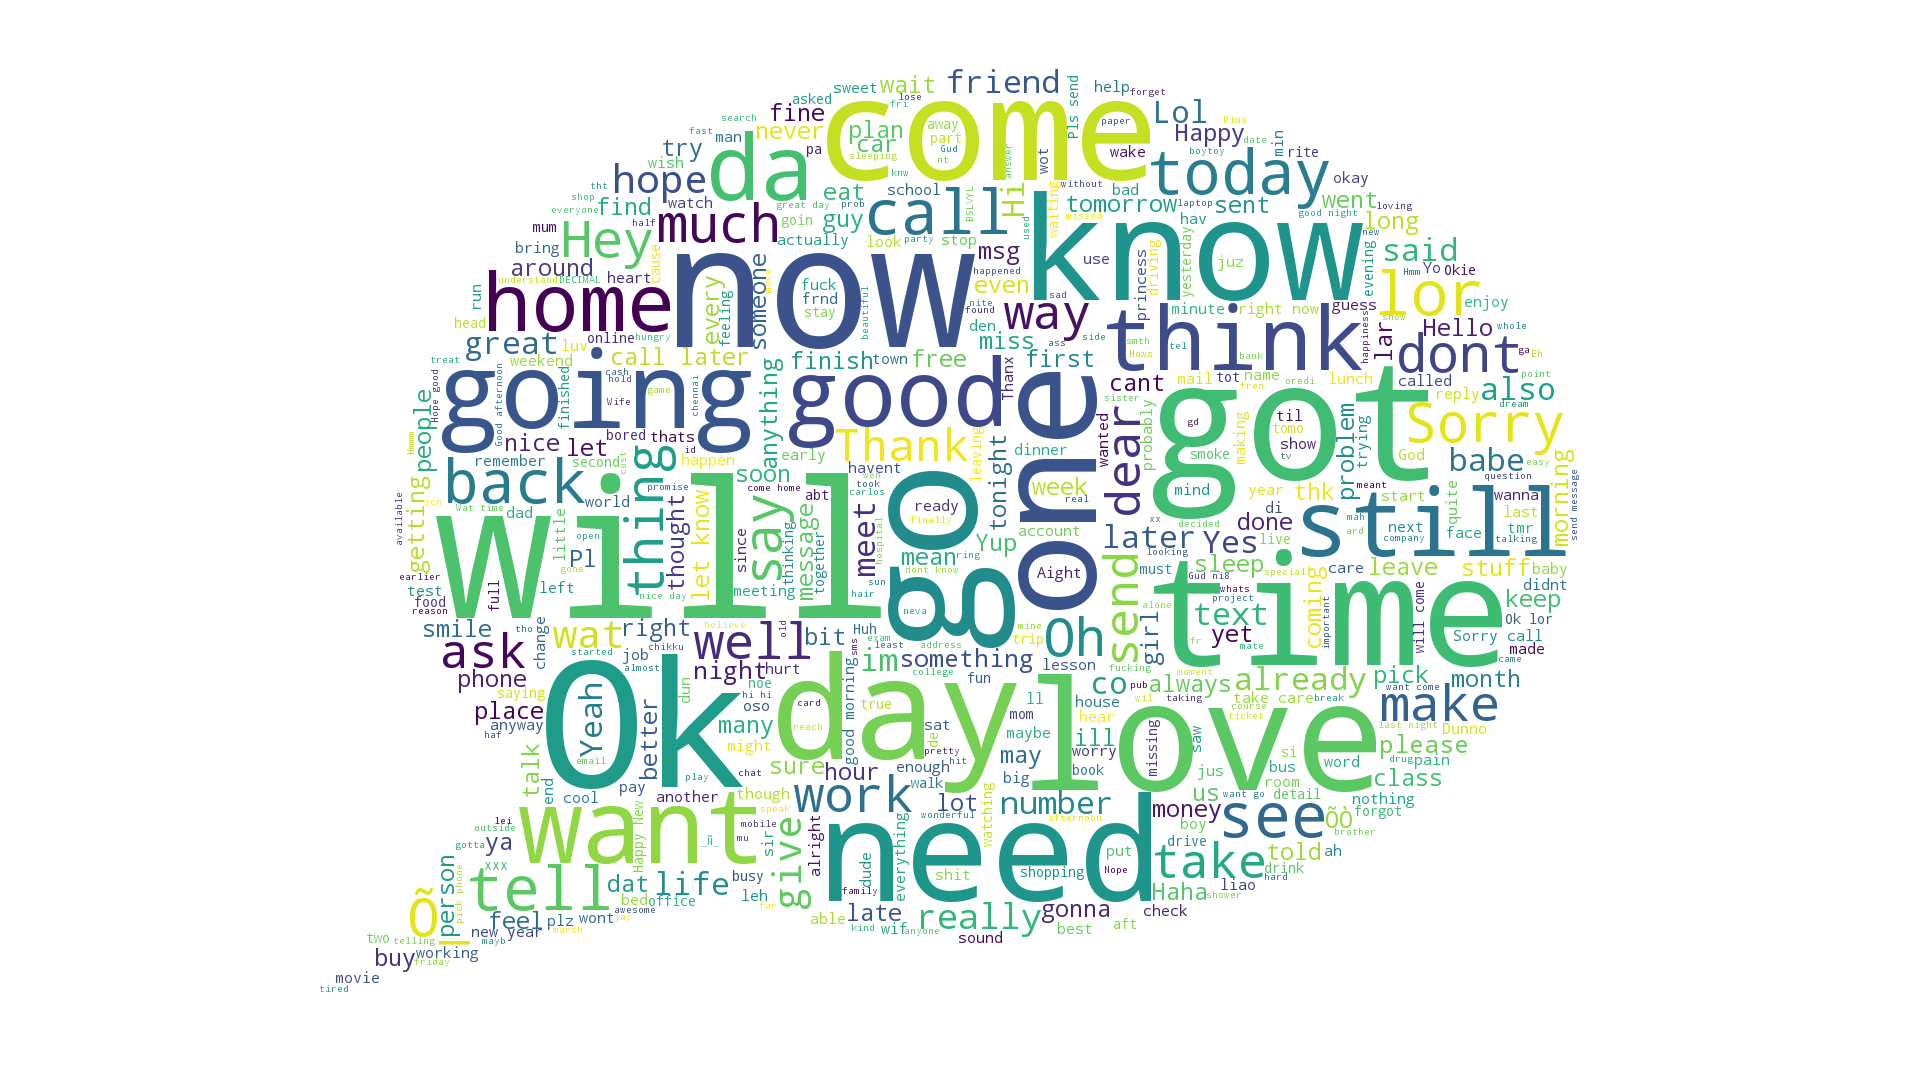 come
now
know
will
got
time
go
one
Ok
day
love
need
want
going
good
home
da
call
today
think
still
much
Hey
hope
back
thing
say
well
ask
wat
tell
give
work
see
take
make
send
Oh
dear
Sorry
dont
lor
way
Thank
friend
Lol
Happy
wait
sweet
asked
lose
fri
help
forget
Pls send
paper
Plus
date
fine
never
plan
car
away
part
Gud
nt
sleeping
knw
answer
search
fast
man
try
wish
pa
wot
wake
boytoy
min
rite
okay
tht
shop
everyone
find
watch
great day
prob
eat
school
guy
goin
half
mum
bring
around
cause
heart
actually
look
party
stop
BSLVYL
Hi
used
waiting
without
bad
tomorrow
laptop
sent
missed
hav
good night
went
loving
long
new
said
evening
Hmm
Yo
Okie
enjoy
msg
happened
even
use
princess
driving
yesterday
juz
minute
right now
guess
understand
DECIMAL
run
head
great
online
luv
hungry
every
feeling
someone
fuck
frnd
stay
beautiful
nite
found
sad
den
miss
ass
side
smth
Hows
tel
bank
happiness
lar
show
Hello
whole
ga
Eh
treat
weekend
call later
finish
town
free
first
Thanx
cant
mail
tot
name
fren
oredi
lunch
called
reply
also
point
dream
Hope good
Good afternoon
finished
cash
hold
Wife
game
chennai
anything
people
Hmmm
nice
let
bored
thats
id
happen
early
havent
leaving
dinner
sister
wanted
probably
gd
til
tomo
show
tv
smoke
making
problem
trying
God
babe
easy
morning
getting
remember
second
cost
soon
promise
come home
took
carlos
week
tonight
real
mind
year
thk
meant
start
quite
question
wanna
last
send message
available
sch
Wat time
dad
world
little
open
thought
let know
since
abt
message
meet
hospital
ready
finally
account
xx
decided
di
done
mah
ard
next
company
face
tmr
talking
Pl
thinking
together
mean
ring
Yup
later
looking
Yes
live
earlier
test
food
reason
full
left
gone
nice day
meeting
sun
hair
dont know
Aight
must
Gud ni8
sleep
special
care
leave
stuff
baby
didnt
keep
whats
project
alone
text
coming
important
will come
Sorry call
Ok lor
made
came
smile
tho
change
started
right
believe
old
bit
Huh
sms
neva
exam
least
address
mine
trip
lesson
girl
fucking
fr
yet
mate
phone
saying
job
chikku
almost
night
hurt
im
something
college
fun
co
pub
always
moment
already
pick
want come
month
place
anyway
haf
oso
noe
dun
hi hi
Yeah
email
better
many
might
card
true
reach
good morning
sat
de
pretty
hit
ll
mom
maybe
house
hear
wil
taking
take care
break
course
ticket
last night
Dunno
please
talk
end
cool
pay
play
chat
sure
hour
enough
walk
may
big
ill
worry
book
missing
saw
jus
si
bus
room
word
drug
pain
class
another
though
speak
lot
wonderful
watching
number
afternoon
money
us
want go
detail
nothing
forgot
brother
lei
outside
gotta
ya
Happy New
_Ñ_
mobile
mu
sir
alright
everything
boy
drive
put
told
ah
ÕÒ
xxx
person
pick phone
dat
life
busy
leh
dude
shit
shopping
Nope
Haha
liao
drink
hard
shower
Õ
feel
plz
wont
bed
office
awesome
jay
far
family
able
late
kind
wif
anyone
really
gonna
best
aft
check
two
telling
new year
mayb
march
sound
buy
friday
working
movie
tired